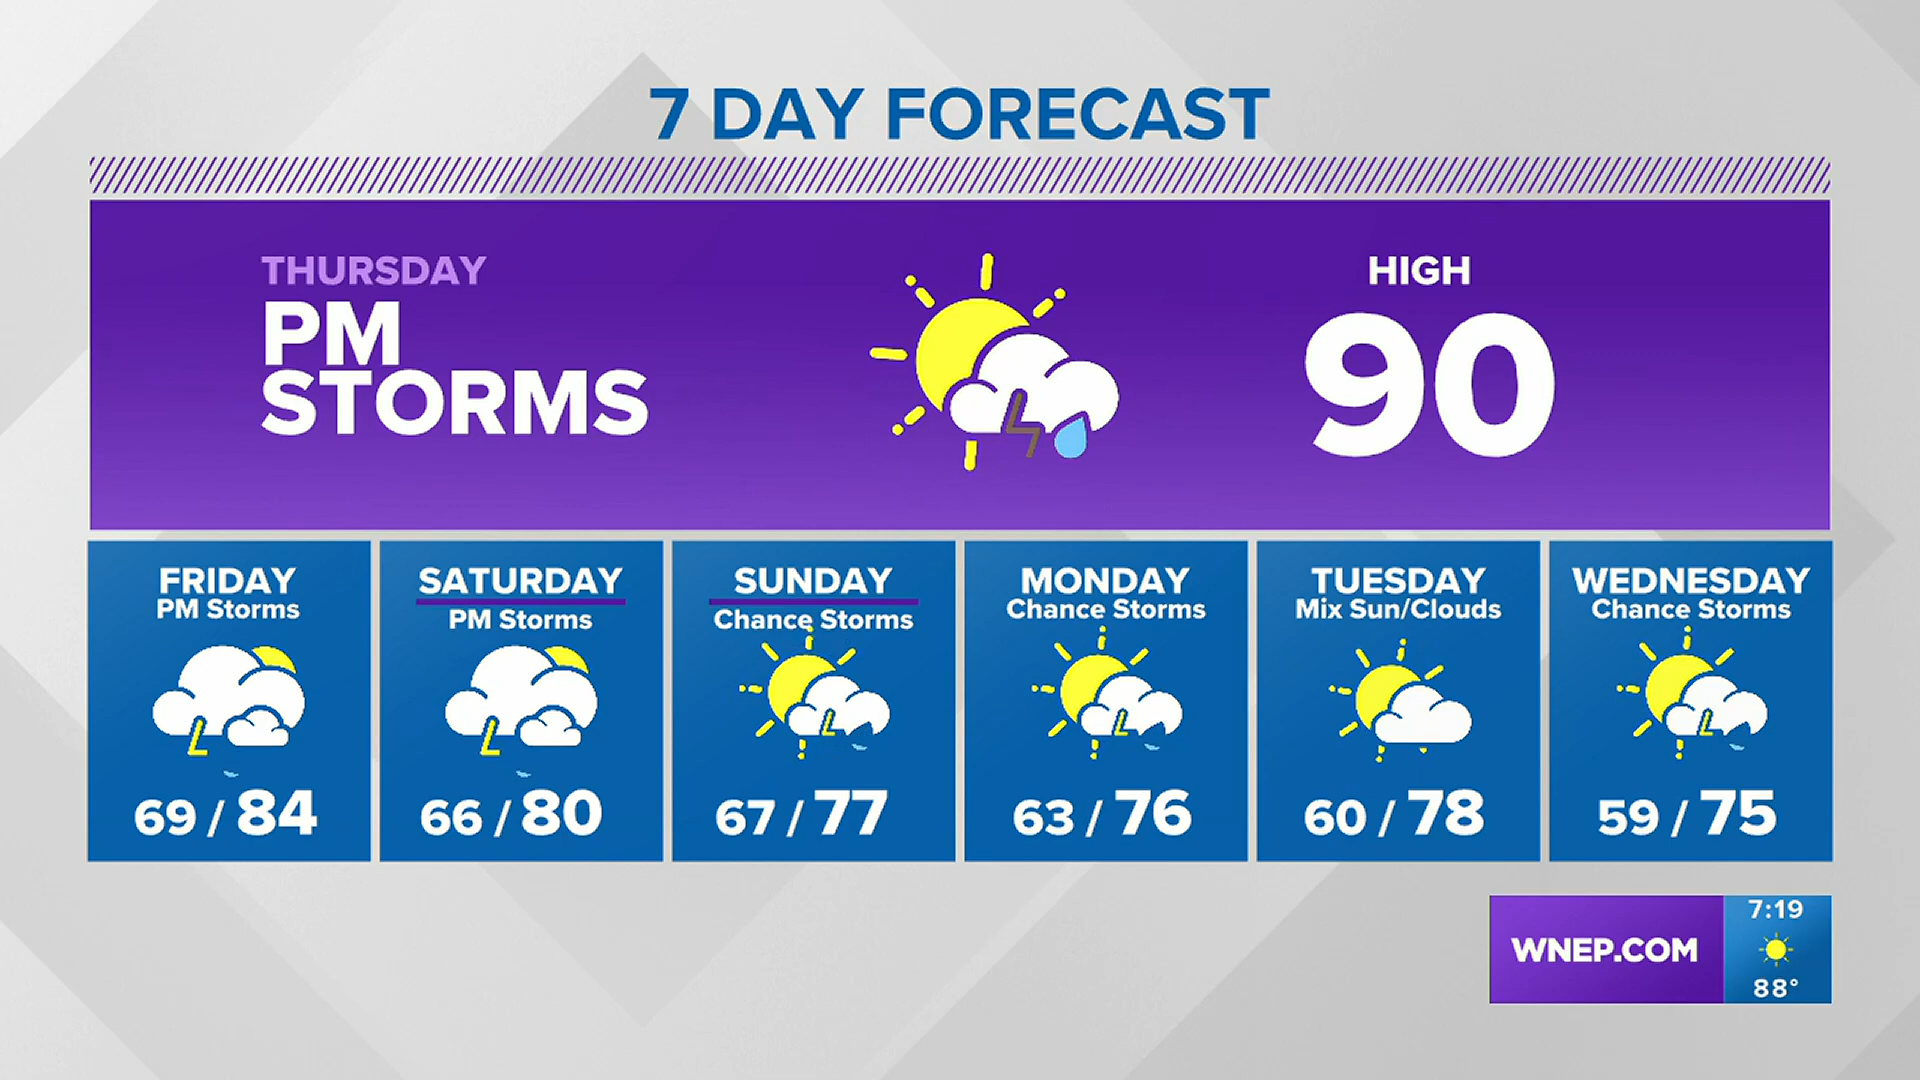 7 DAY FORECAST
THURSDAY
PM
STORMS
HIGH
90
FRIDAY
PM Storms
69 / 84
SATURDAY
PM Storms
66 / 80
SUNDAY
Chance Storms
67 / 77
MONDAY
Chance Storms
63 / 76
TUESDAY
Mix Sun/Clouds
60 / 78
WEDNESDAY
Chance Storms
59 / 75
WNEP.COM
7:19
88°